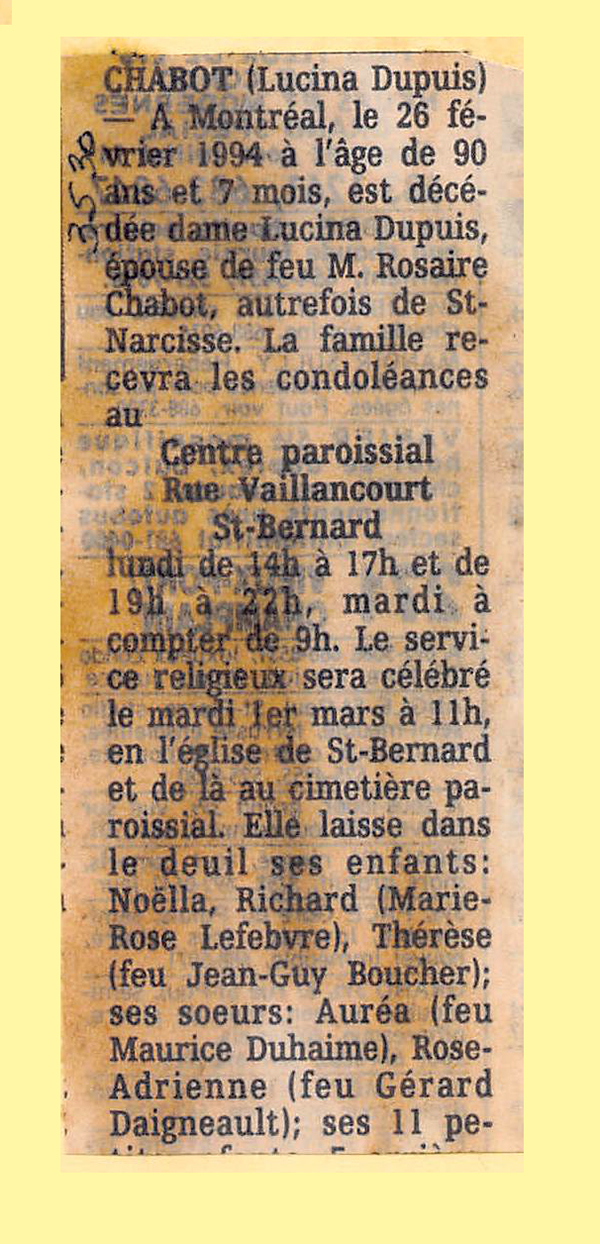 CHABOT (Lucina Dupuis)
— A Montréal, le 26 fé-
vrier 1994 à l'âge de 90
ans et 7 mois, est décé-
dée dame Lucina Dupuis,
épouse de feu M. Rosaire
Chabot, autrefois de St-
Narcisse. La famille re-
cevra les condoléances
au
Centre paroissial
Rue Vaillancourt
St-Bernard
lundi de 14h à 17h et de
19h à 22h, mardi à
compter de 9h. Le servi-
ce religieux sera célébré
le mardi 1er mars à 11h,
en l'église de St-Bernard
et de là au cimetière pa-
roissial. Elle laisse dans
le deuil ses enfants:
Noëlla, Richard (Marie-
Rose Lefebvre), Thérèse
(feu Jean-Guy Boucher);
ses soeurs: Auréa (feu
Maurice Duhaime), Rose-
Adrienne (feu Gérard
Daigneault); ses 11 pe-